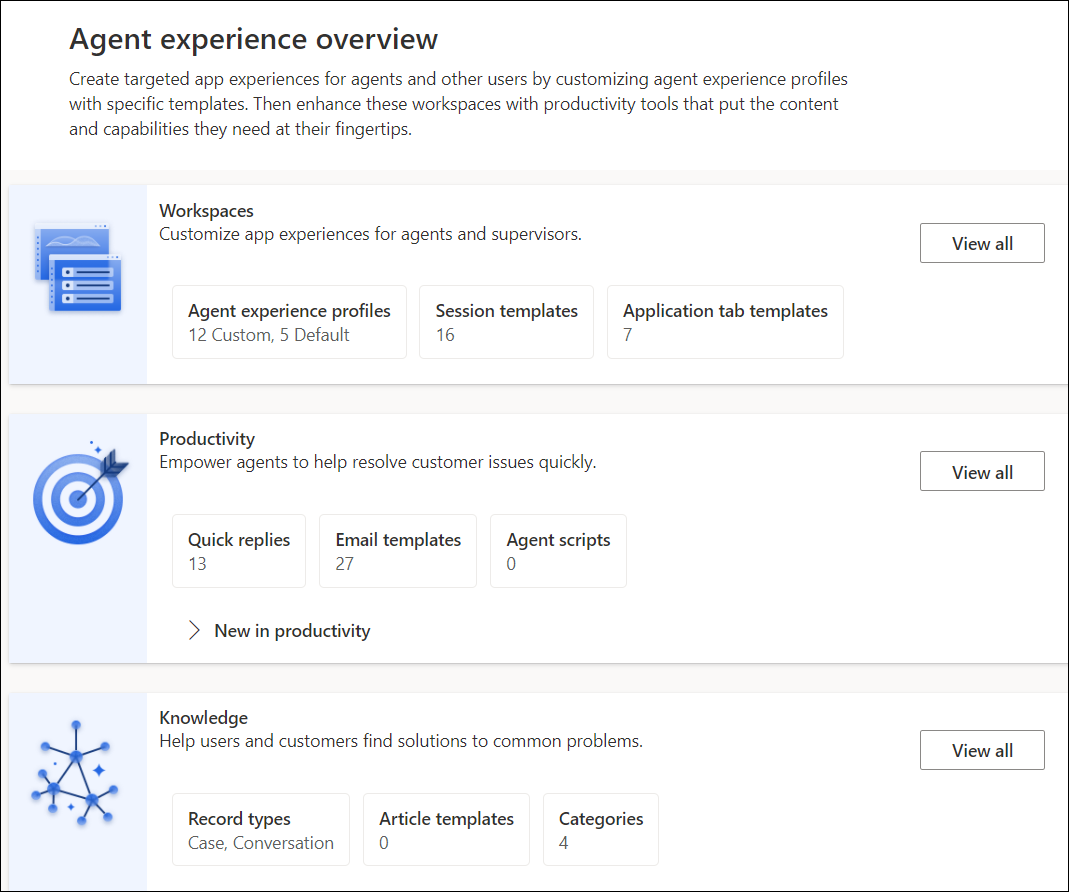 Agent experience overview
Create targeted app experiences for agents and other users by customizing agent experience profiles
with specific templates. Then enhance these workspaces with productivity tools that put the content
and capabilities they need at their fingertips.
Workspaces
Customize app experiences for agents and supervisors.
View all
Agent experience profiles
12 Custom, 5 Default
Session templates
16
Application tab templates
7
Productivity
Empower agents to help resolve customer issues quickly.
View all
Quick replies
13
Email templates
27
Agent scripts
0
New in productivity
Knowledge
Help users and customers find solutions to common problems.
View all
Record types
Case, Conversation
Article templates
0
Categories
4